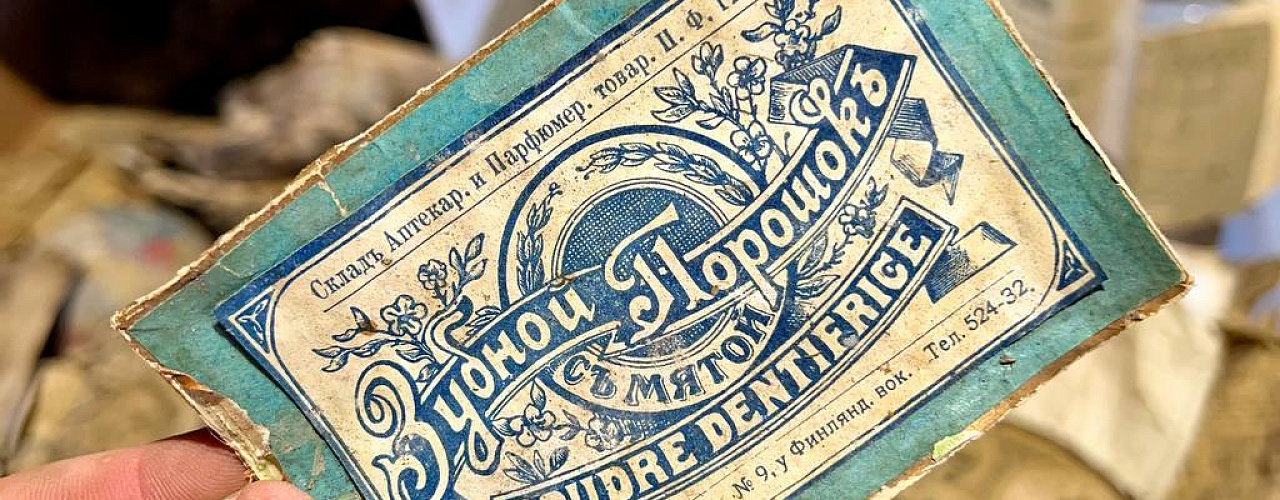 Складъ Аптекар. и Парфюмер. товар. П. Ф.
Зубной Порошокъ
съ мятой
POUDRE DENTIFRICE
№ 9, у Финлянд. вок. Тел. 524-32.